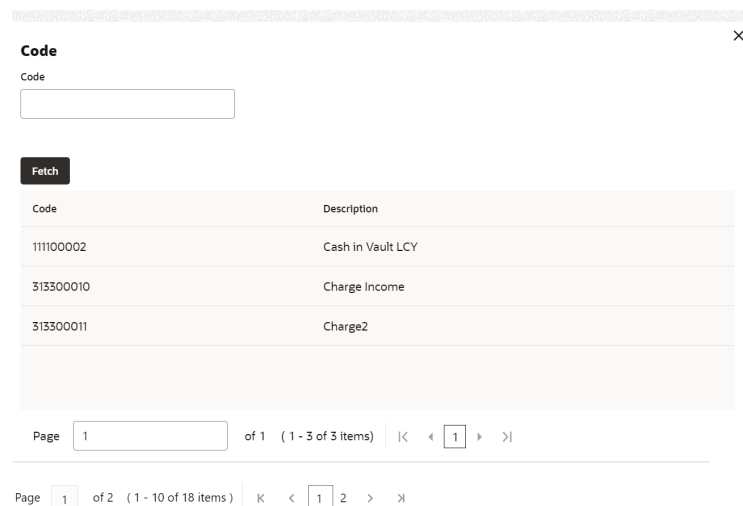 Code
Code
Fetch
Code Description
111100002 Cash in Vault LCY
313300010 Charge Income
313300011 Charge2
Page 1 of 1 ( 1 - 3 of 3 items) 1
Page 1 of 2 ( 1 - 10 of 18 items ) 1 2